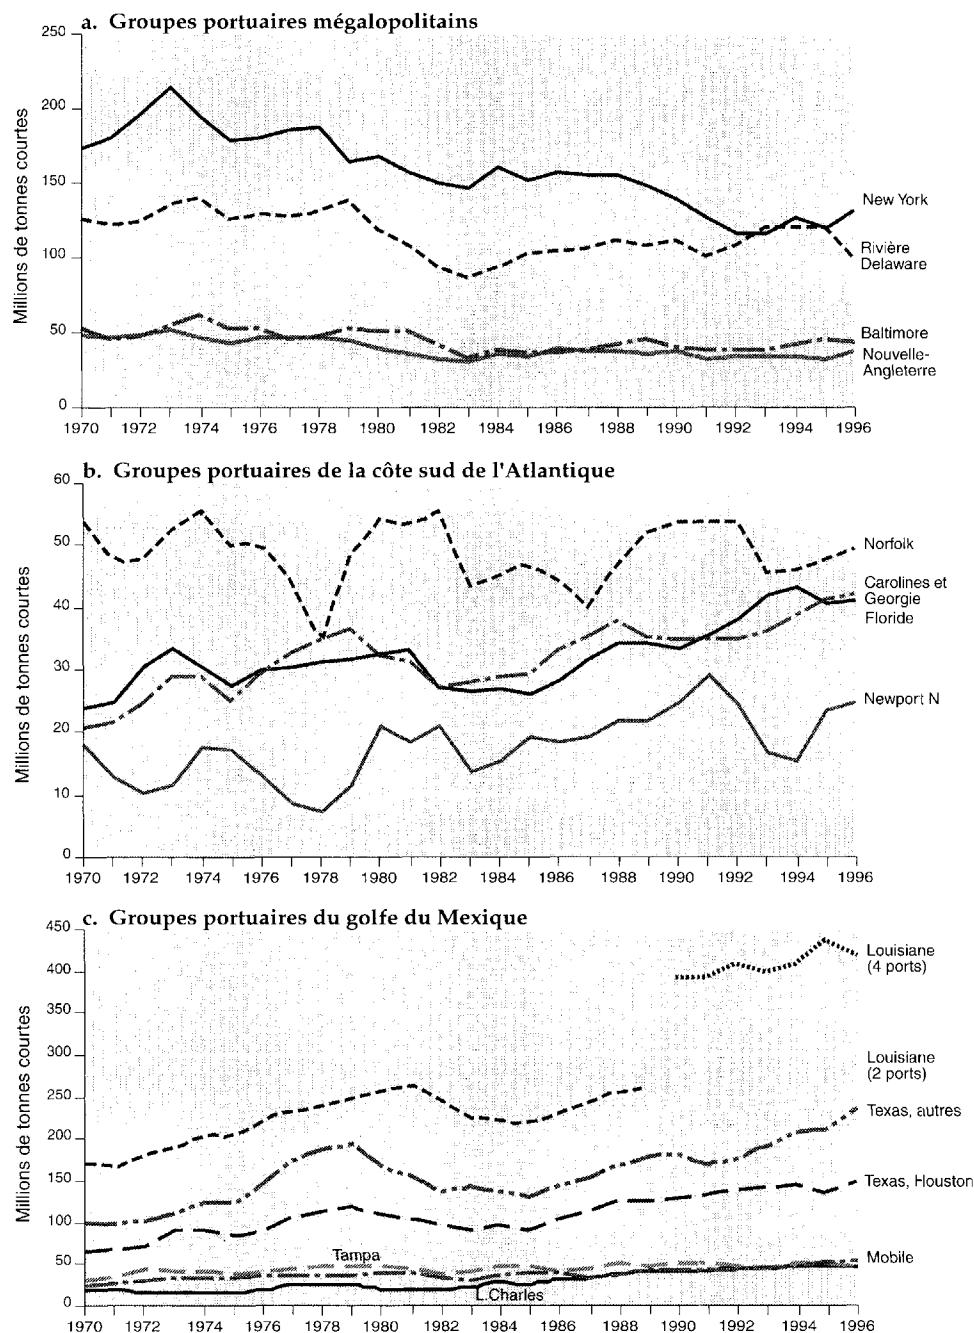 a. Groupes portuaires mégalopolitains
Millions de tonnes courtes
250
200
150
100
50
0
New York
Rivière
Delaware
Baltimore
Nouvelle-
Angleterre
1970 1972 1974 1976 1978 1980 1982 1984 1986 1988 1990 1992 1994 1996
b. Groupes portuaires de la côte sud de l'Atlantique
Millions de tonnes courtes
60
50
40
30
20
10
0
Norfolk
Carolines et
Georgie
Floride
Newport N
1970 1972 1974 1976 1978 1980 1982 1984 1986 1988 1990 1992 1994 1996
c. Groupes portuaires du golfe du Mexique
Millions de tonnes courtes
450
400
350
300
250
200
150
100
50
0
Louisiane
(4 ports)
Louisiane
(2 ports)
Texas, autres
Texas, Houston
Tampa
Mobile
L.Charles
1970 1972 1974 1976 1978 1980 1982 1984 1986 1988 1990 1992 1994 1996